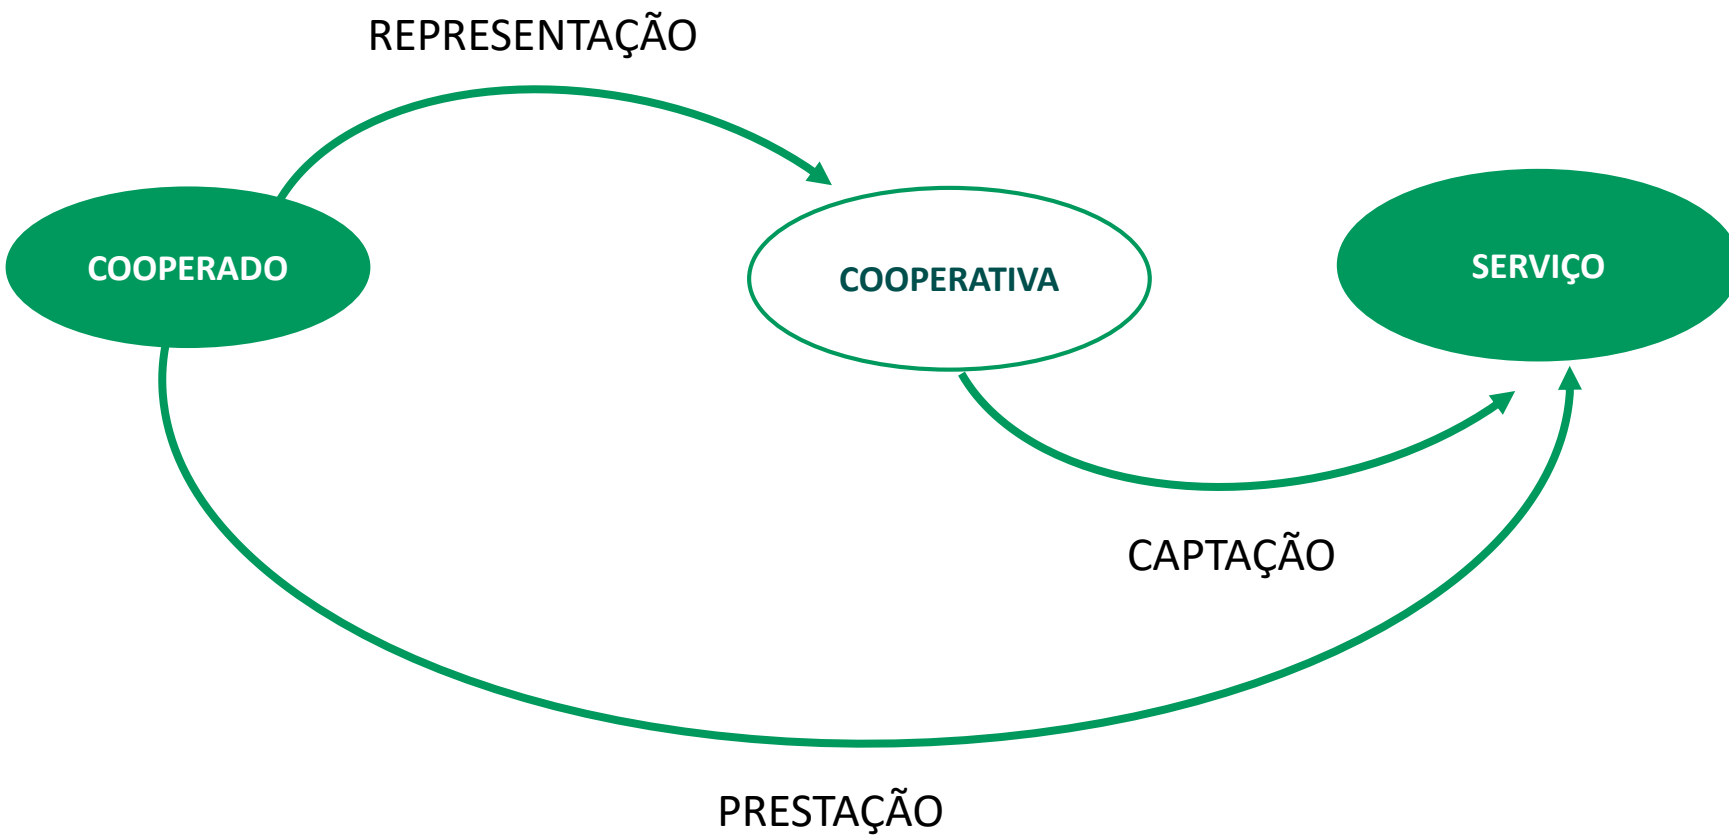 REPRESENTAÇÃO
COOPERADO
COOPERATIVA
SERVIÇO
CAPTAÇÃO
PRESTAÇÃO